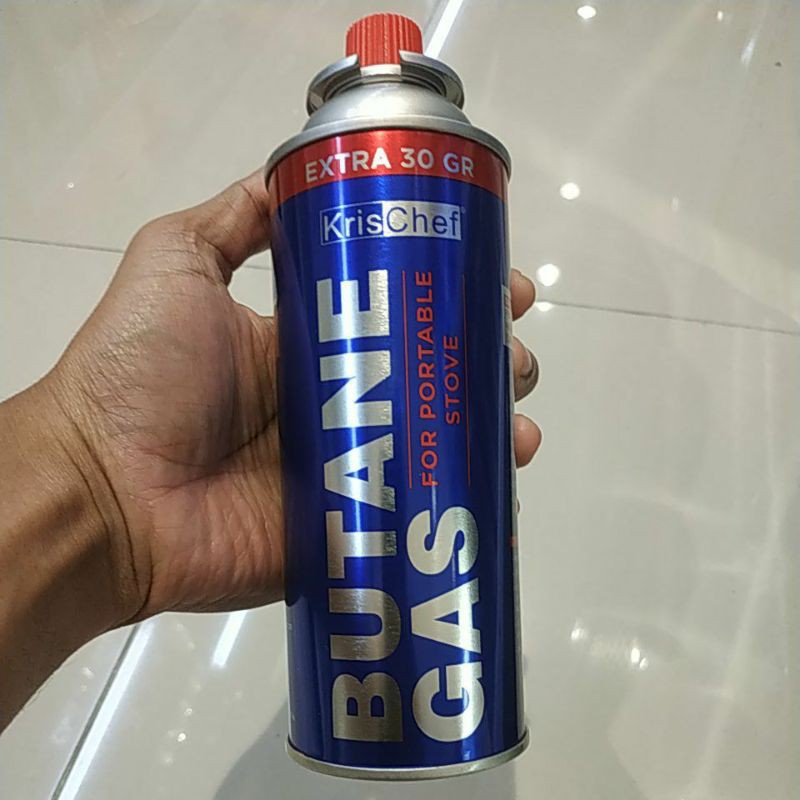 EXTRA 30 GR
KrisChef®
BUTANE
GAS
FOR PORTABLE
STOVE